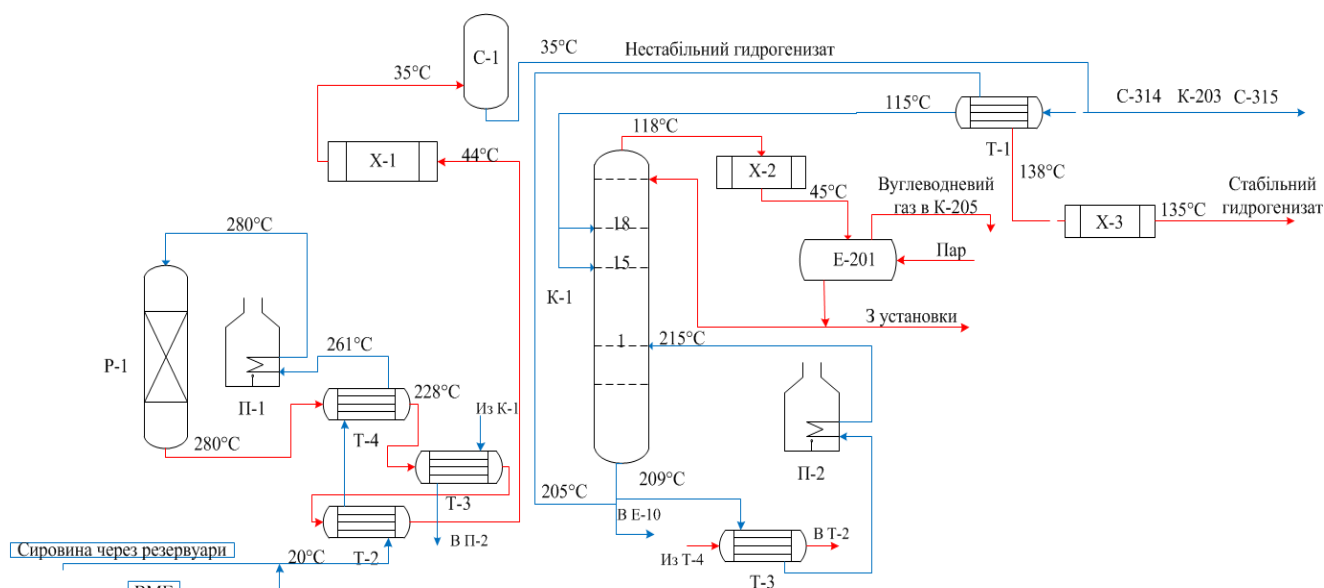 С-1
35°С
Нестабільний гидрогенизат
35°С
115°С
С-314 К-203 С-315
118°С
Т-1
Х-1
44°С
Х-2
138°С
45°С
Вуглеводневий
газ в К-205
Стабільний
гидрогенизат
Х-3
135°С
280°С
18
Е-201
Пар
15
К-1
З установки
Р-1
261°С
1
215°С
П-1
228°С
Из К-1
280°С
Т-4
П-2
209°С
Т-3
205°С
В Е-10
В П-2
В Т-2
Из Т-4
Т-3
Сировина через резервуари
20°С
Т-2